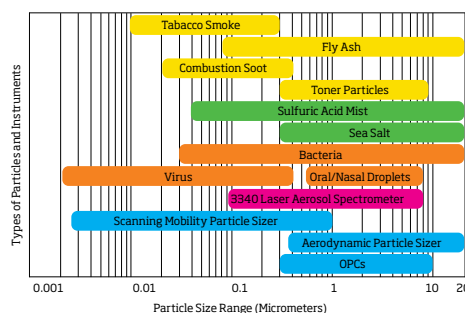 Types of Particles and Instruments
Tabacco Smoke
Fly Ash
Combustion Soot
Toner Particles
Sulfuric Acid Mist
Sea Salt
Bacteria
Virus
Oral/Nasal Droplets
3340 Laser Aerosol Spectrometer
Scanning Mobility Particle Sizer
Aerodynamic Particle Sizer
OPCs
0.001 0.01 0.1 1 10 20
Particle Size Range (Micrometers)